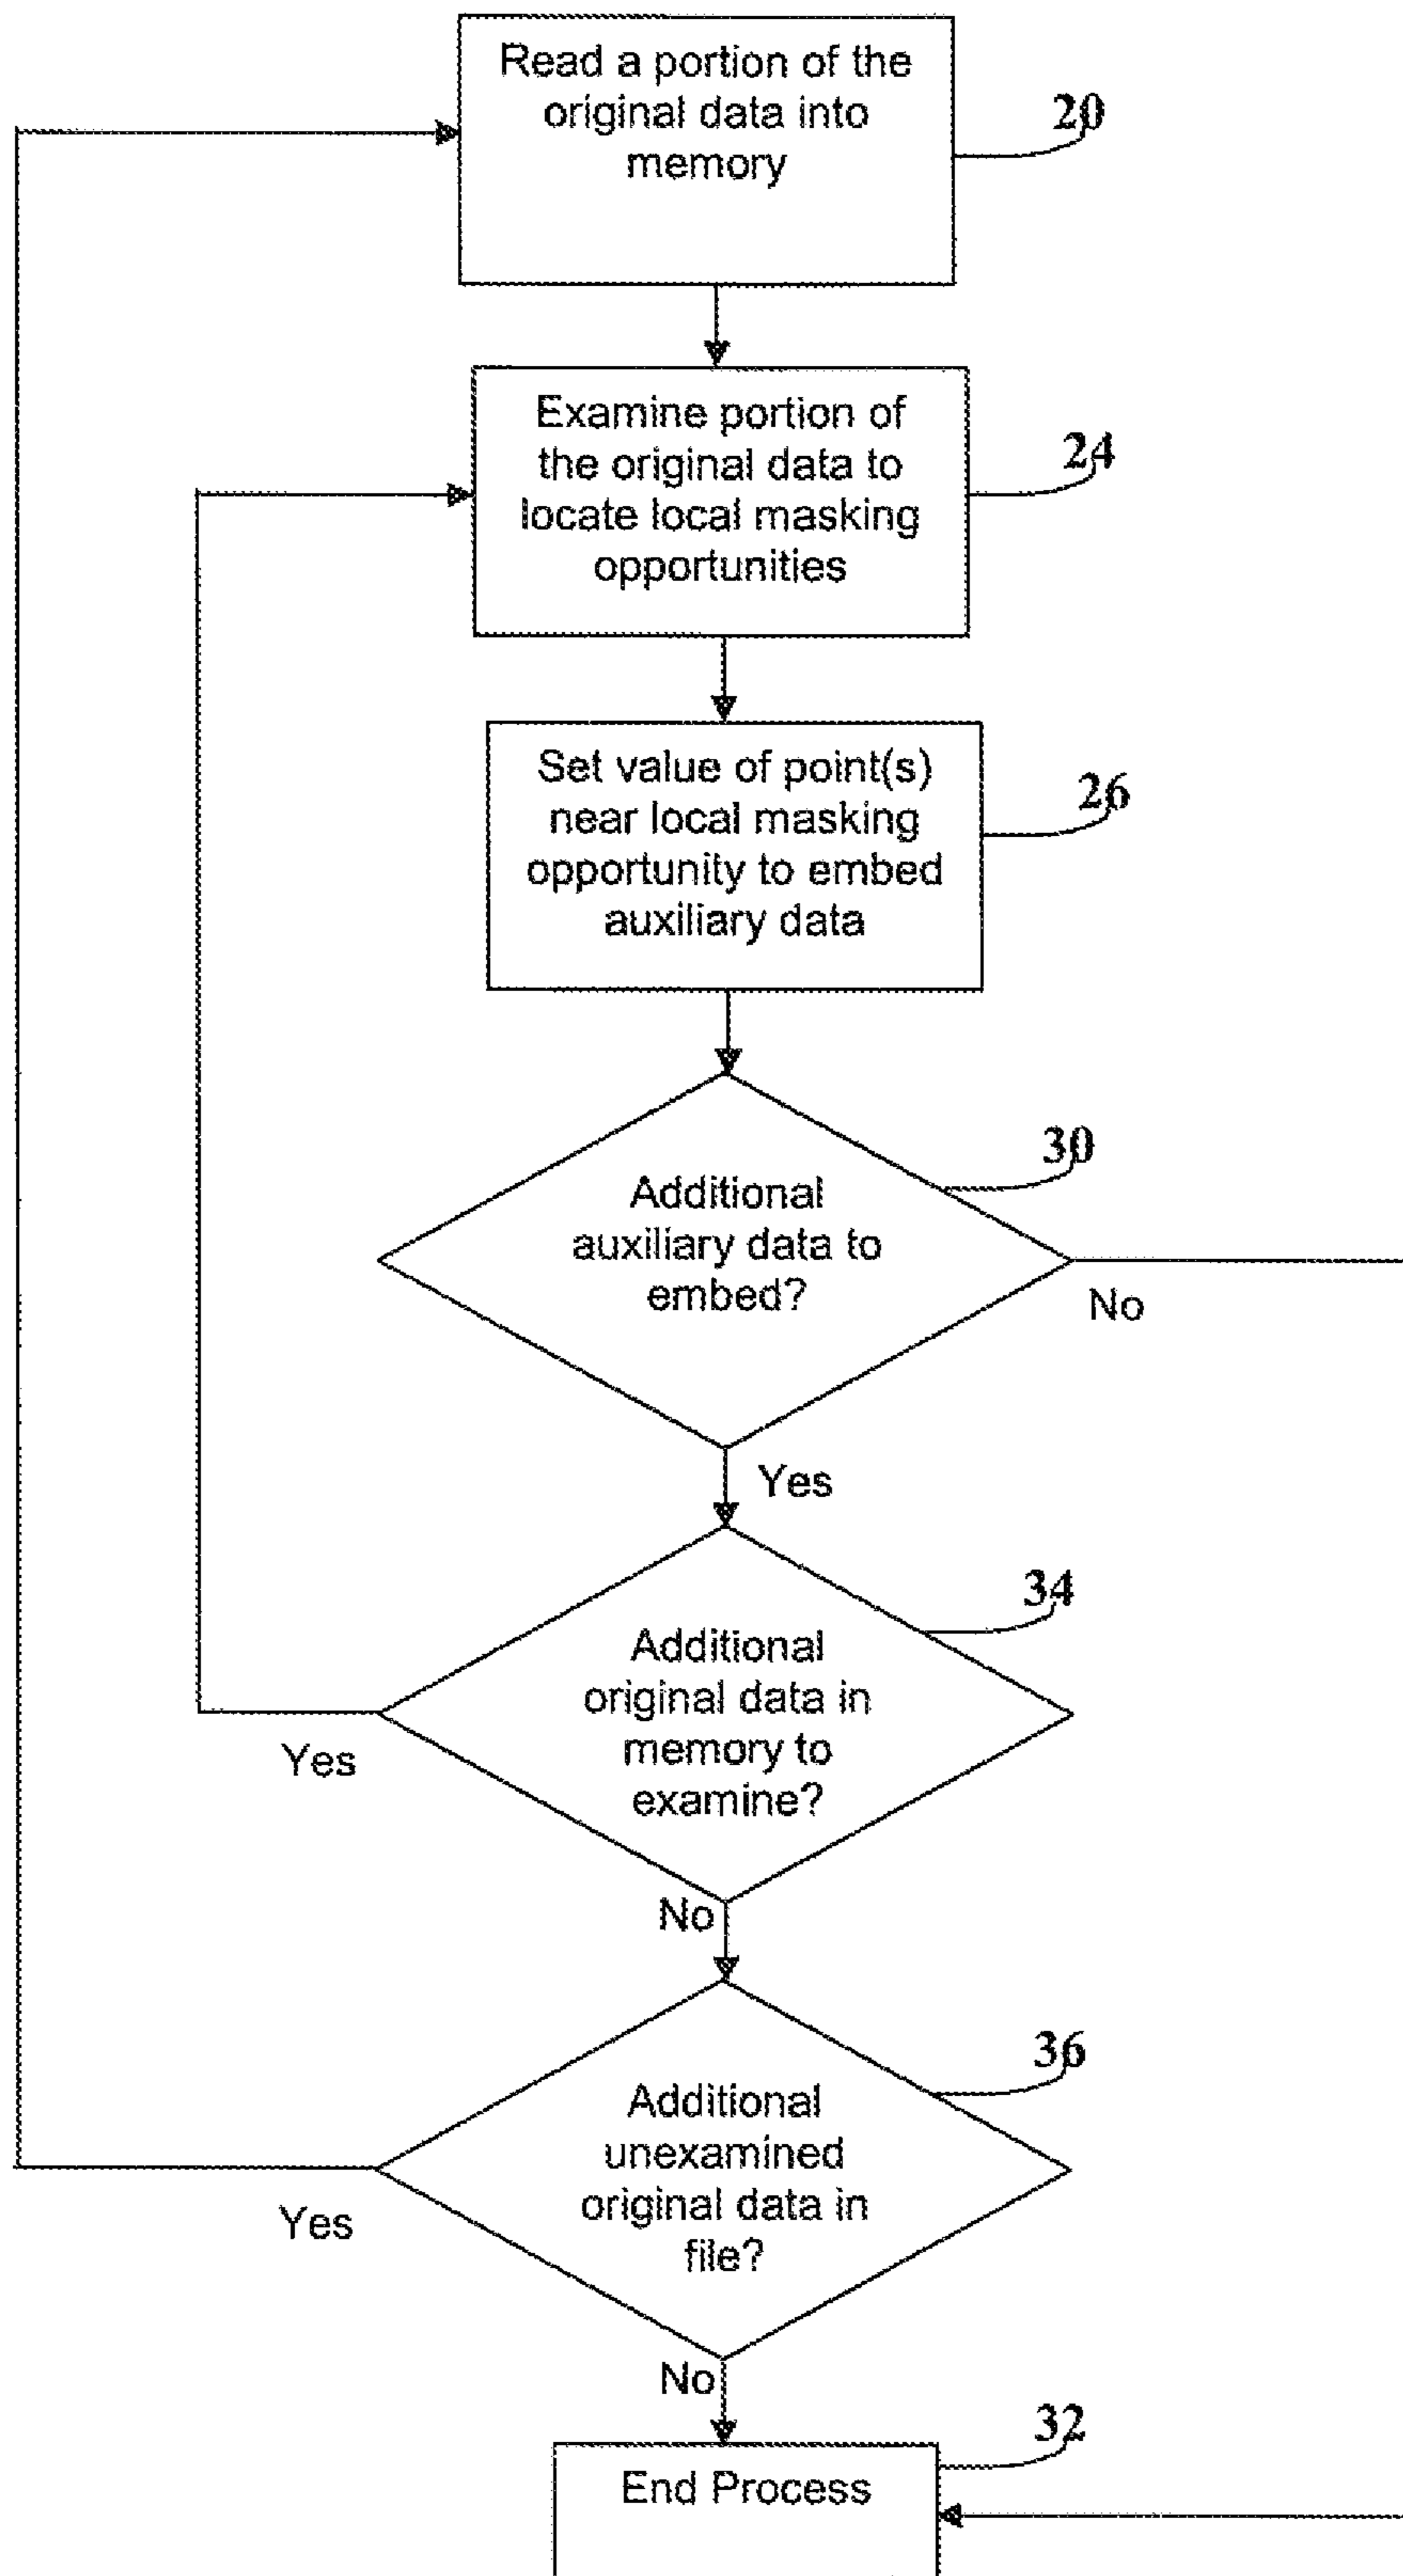 Read a portion of the
original data into
memory
20
Examine portion of
the original data to
locate local masking
opportunities
24
Set value of point(s)
near local masking
opportunity to embed
auxiliary data
26
30
Additional
auxiliary data to
embed?
No
Yes
34
Additional
original data in
memory to
examine?
Yes
No
36
Additional
unexamined
original data in
file?
Yes
No
32
End Process